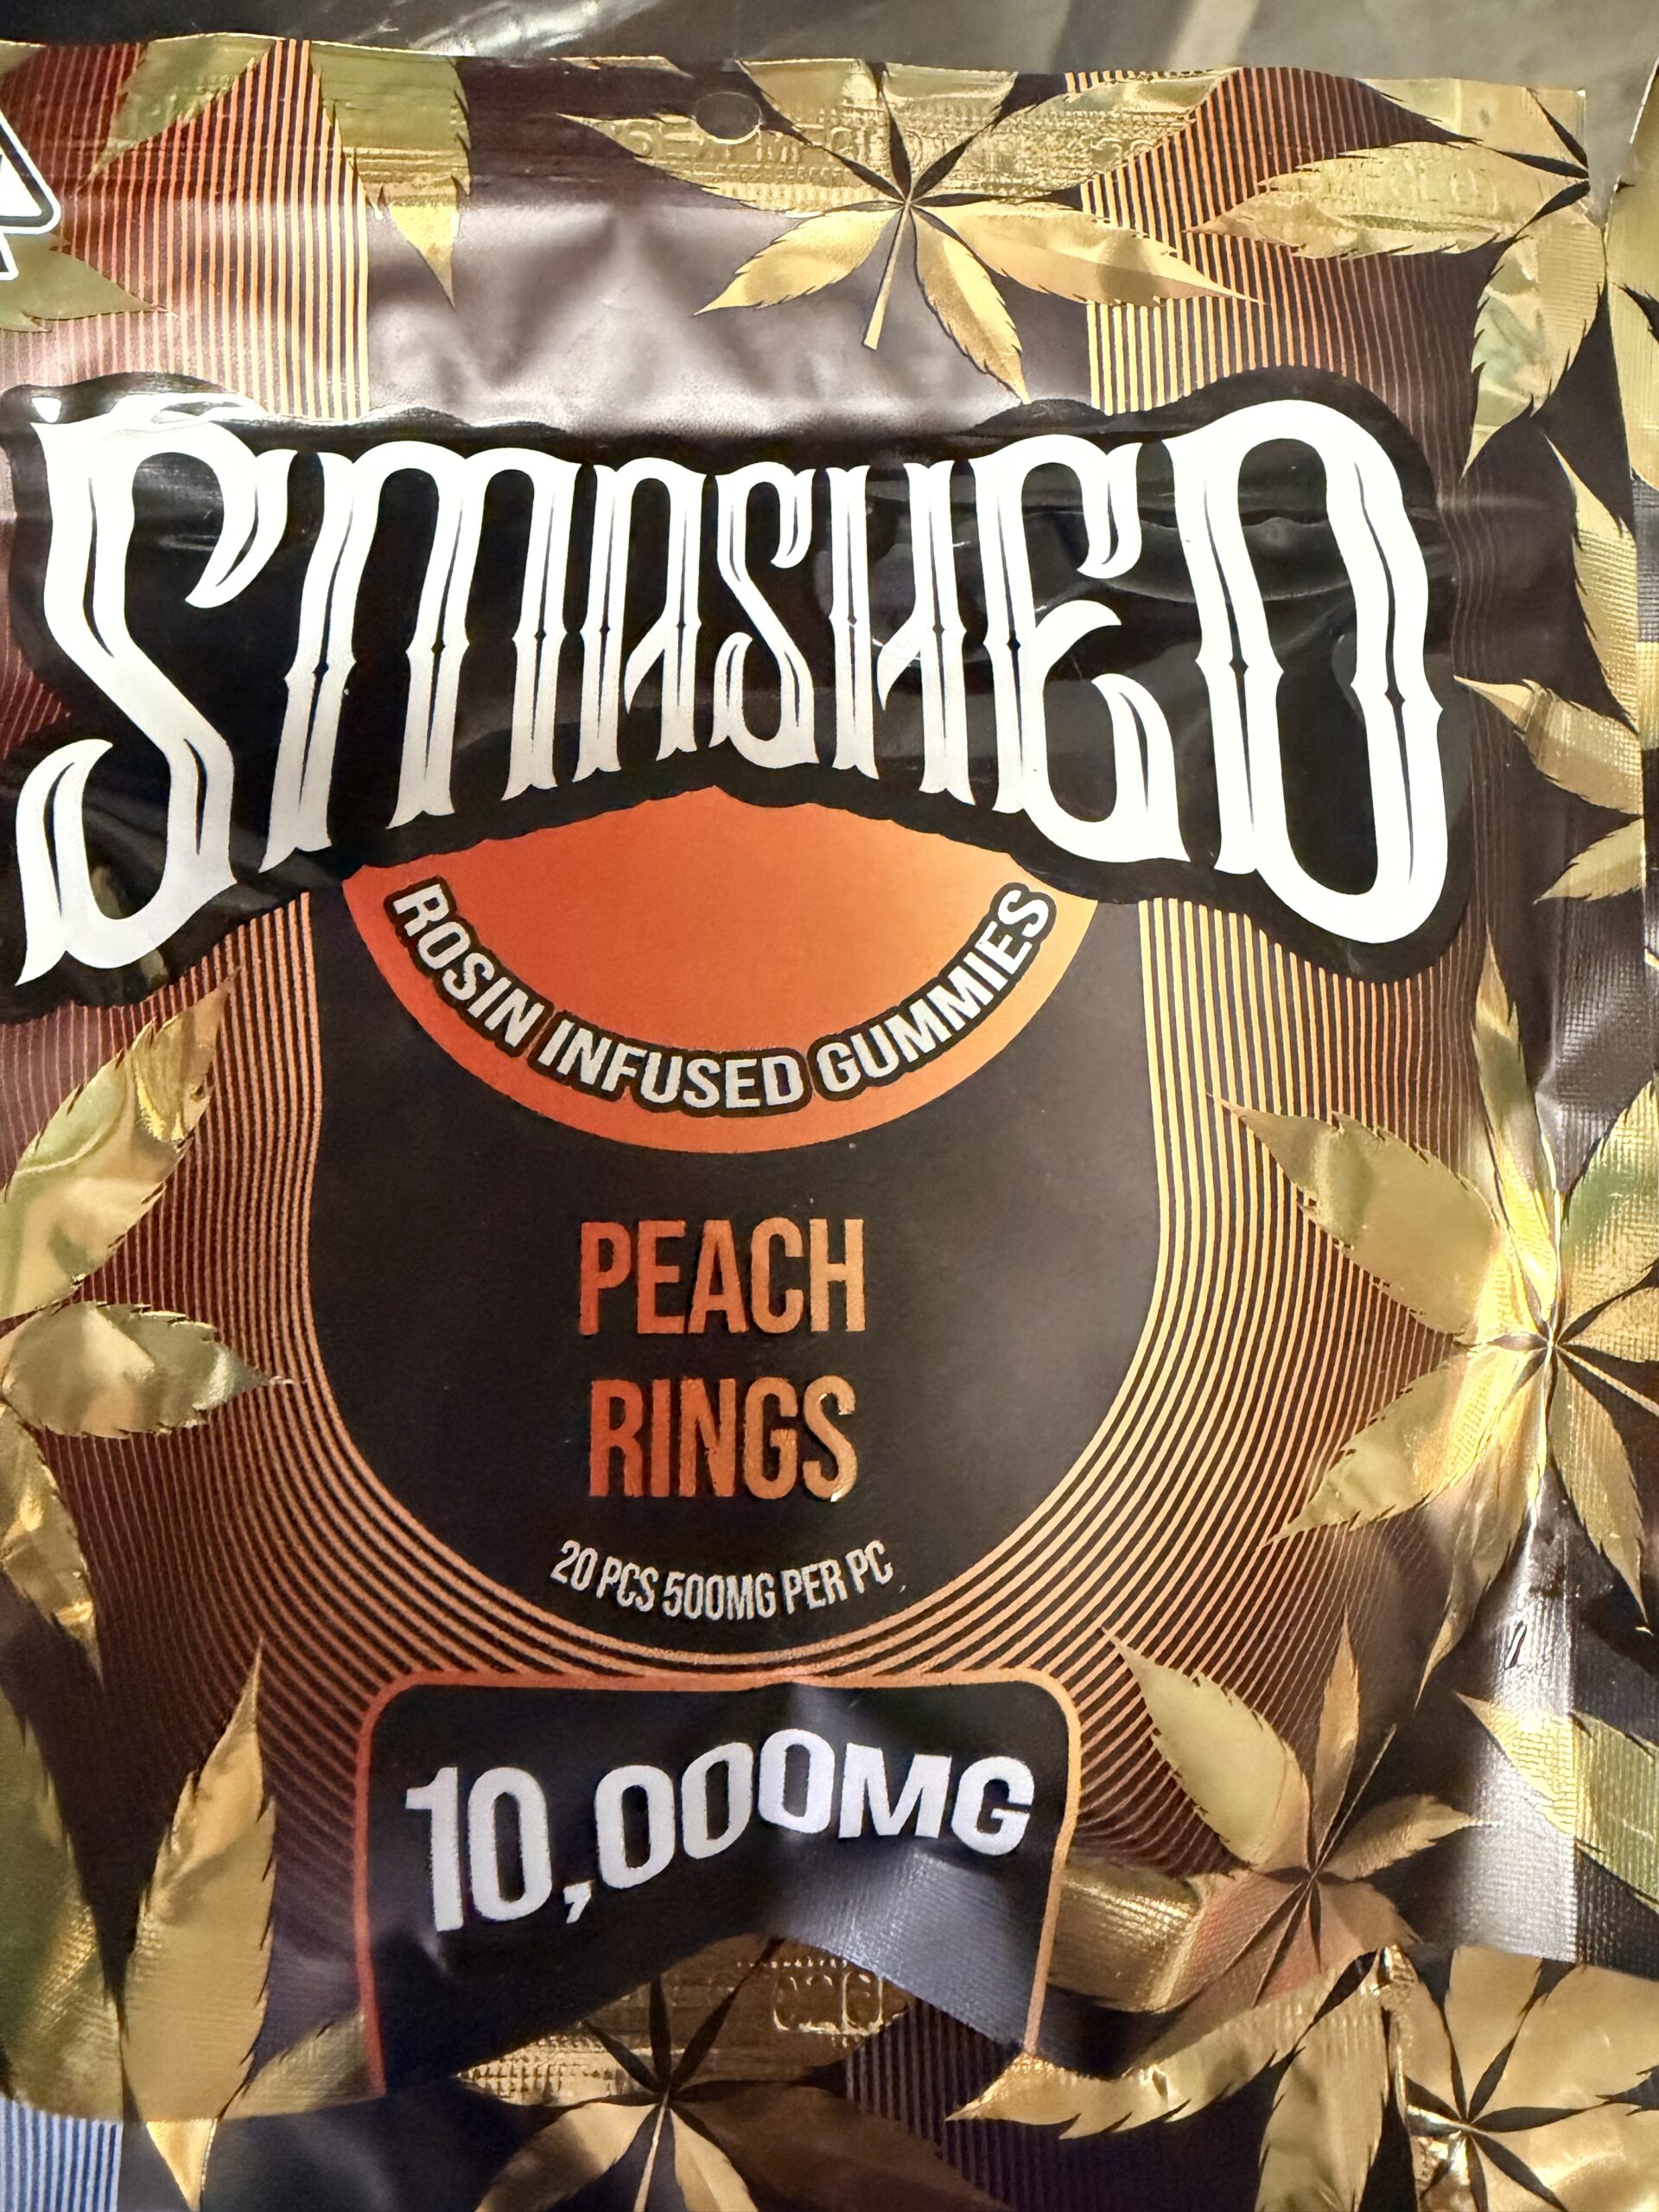 SMASHED
ROSIN INFUSED GUMMIES
PEACH
RINGS
20 PCS 500MG PER PC
10,000MG